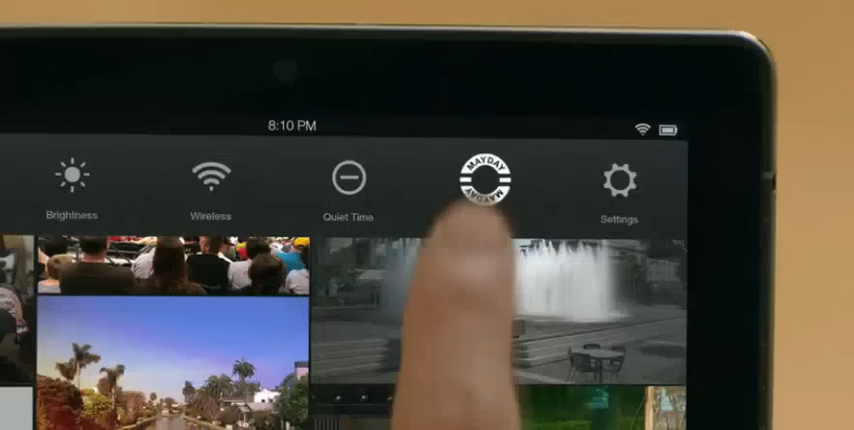 8:10 PM
MAYDAY
MAYDAY
Brightness
Wireless
Quiet Time
Settings